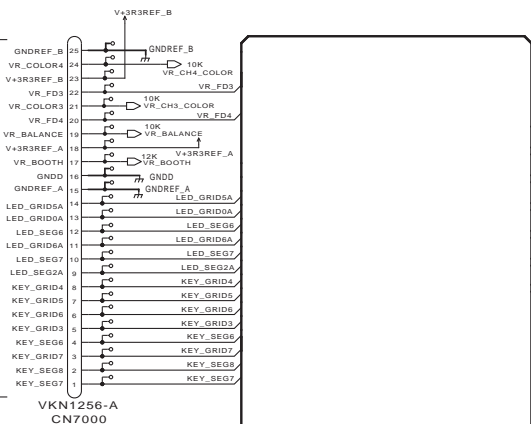 V+3R3REF_B
GNDREF_B 25 GNDREF_B
VR_COLOR4 24 10K
VR_CH4_COLOR
V+3R3REF_B 23
VR_FD3 22 VR_FD3
VR_COLOR3 21 10K
VR_CH3_COLOR
VR_FD4 20 VR_FD4
VR_BALANCE 19 10K
VR_BALANCE
V+3R3REF_A 18 V+3R3REF_A
VR_BOOTH 17 12K
VR_BOOTH
GNDD 16 GNDD
GNDREF_A 15 GNDREF_A
LED_GRID5A 14 LED_GRID5A
LED_GRID0A 13 LED_GRID0A
LED_SEG6 12 LED_SEG6
LED_GRID6A 11 LED_GRID6A
LED_SEG7 10 LED_SEG7
LED_SEG2A 9 LED_SEG2A
KEY_GRID4 8 KEY_GRID4
KEY_GRID5 7 KEY_GRID5
KEY_GRID6 6 KEY_GRID6
KEY_GRID3 5 KEY_GRID3
KEY_SEG6 4 KEY_SEG6
KEY_GRID7 3 KEY_GRID7
KEY_SEG8 2 KEY_SEG8
KEY_SEG7 1 KEY_SEG7
VKN1256-A
CN7000